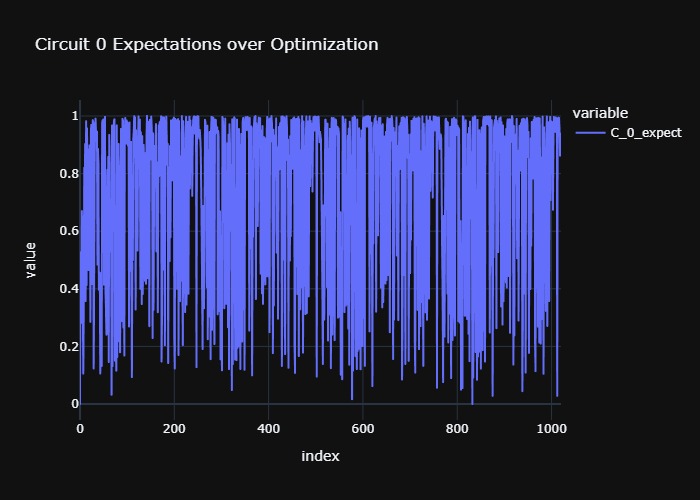 Circuit 0 Expectations over Optimization
variable
C_0_expect
value
1
0.8
0.6
0.4
0.2
0
0 200 400 600 800 1000
index